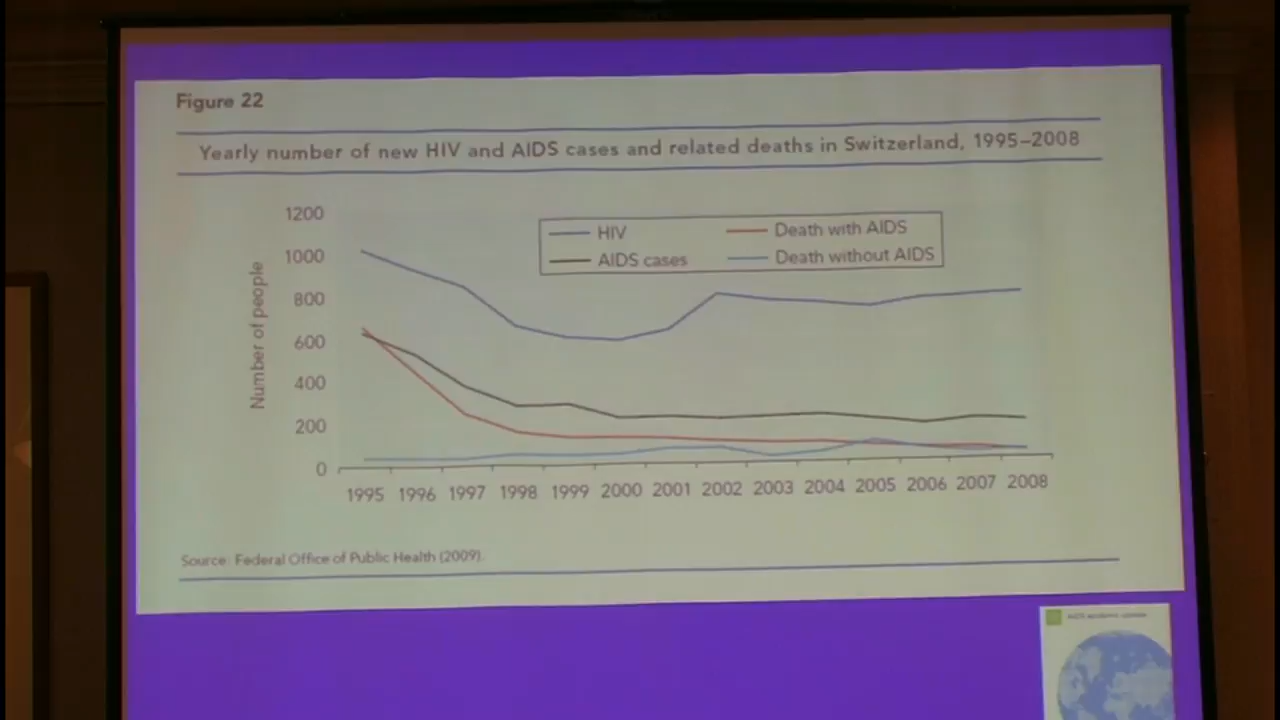 Figure 22
Yearly number of new HIV and AIDS cases and related deaths in Switzerland, 1995–2008
Number of people
1200
1000
800
600
400
200
0
HIV
Death with AIDS
AIDS cases
Death without AIDS
1995 1996 1997 1998 1999 2000 2001 2002 2003 2004 2005 2006 2007 2008
Source: Federal Office of Public Health (2009).
AIDS epidemic update